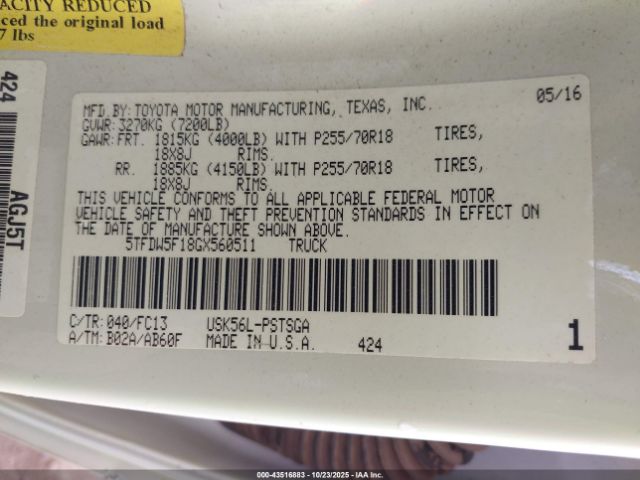 ACITY REDUCED
ced the original load
7 lbs
424
AGJ5T
MFD.BY:TOYOTA MOTOR MANUFACTURING, TEXAS, INC. 05/16
GVWR:3270KG (7200LB)
GAWR:FRT. 1815KG (4000LB) WITH P255/70R18 TIRES,
18X8J RIMS.
RR. 1885KG (4150LB) WITH P255/70R18 TIRES,
18X8J RIMS.
THIS VEHICLE CONFORMS TO ALL APPLICABLE FEDERAL MOTOR
VEHICLE SAFETY AND THEFT PREVENTION STANDARDS IN EFFECT ON
THE DATE OF MANUFACTURE SHOWN ABOVE.
5TFDW5F18GX560511 TRUCK
C/TR:040/FC13 USK56L-PSTSGA
A/TM:B02A/AB60F MADE IN U.S.A. 424 1
000-43516883 - 10/23/2025 - IAA Inc.